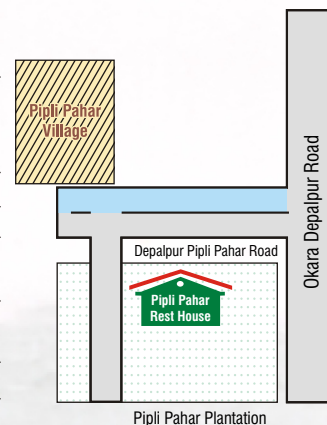 Pipli Pahar
Village
Okara Depalpur Road
Depalpur Pipli Pahar Road
Pipli Pahar
Rest House
Pipli Pahar Plantation